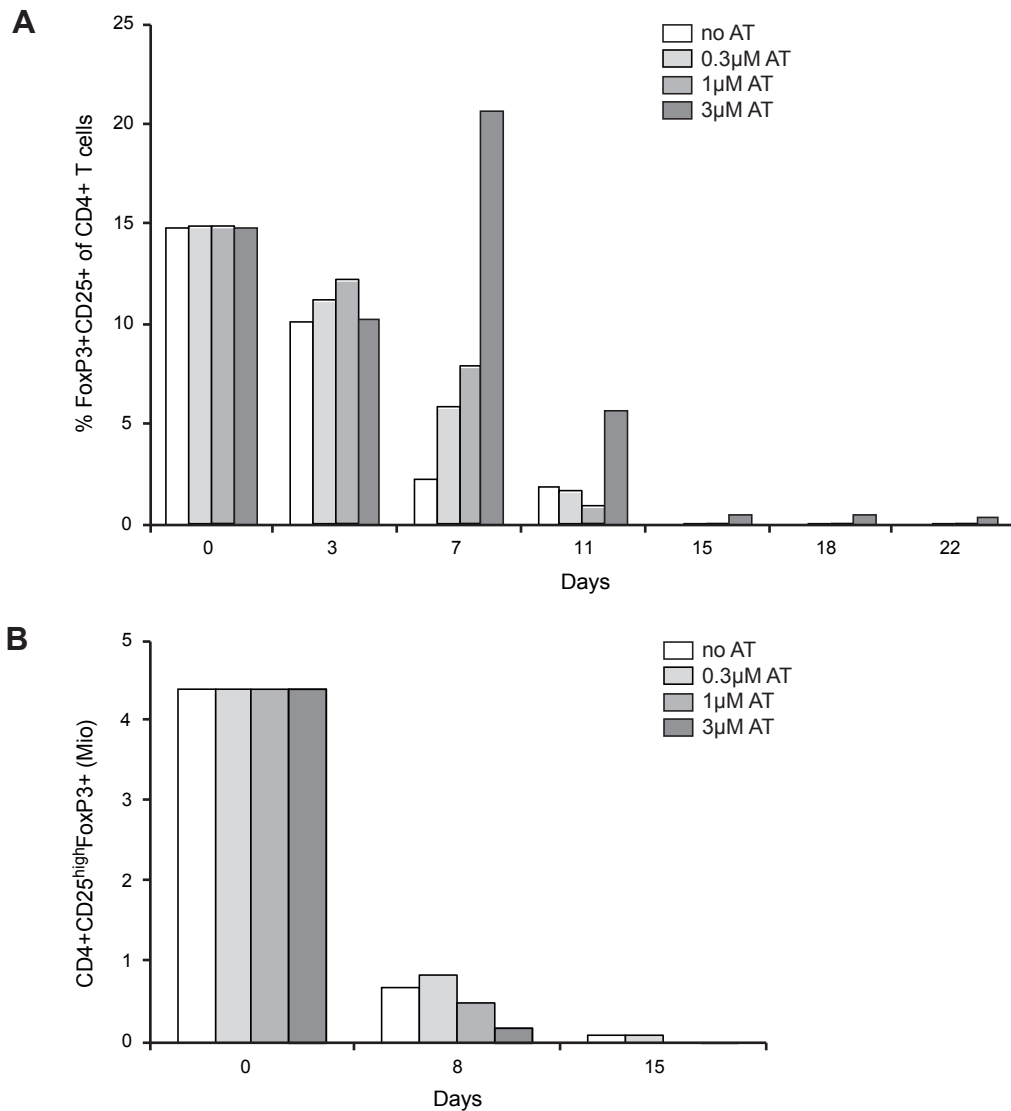 A
25
20
15
10
5
0
% FoxP3+CD25+ of CD4+ T cells
no AT
0.3µM AT
1µM AT
3µM AT
0 3 7 11 15 18 22
Days
B
5
4
3
2
1
0
CD4+CD25highFoxP3+ (Mio)
no AT
0.3µM AT
1µM AT
3µM AT
0 8 15
Days